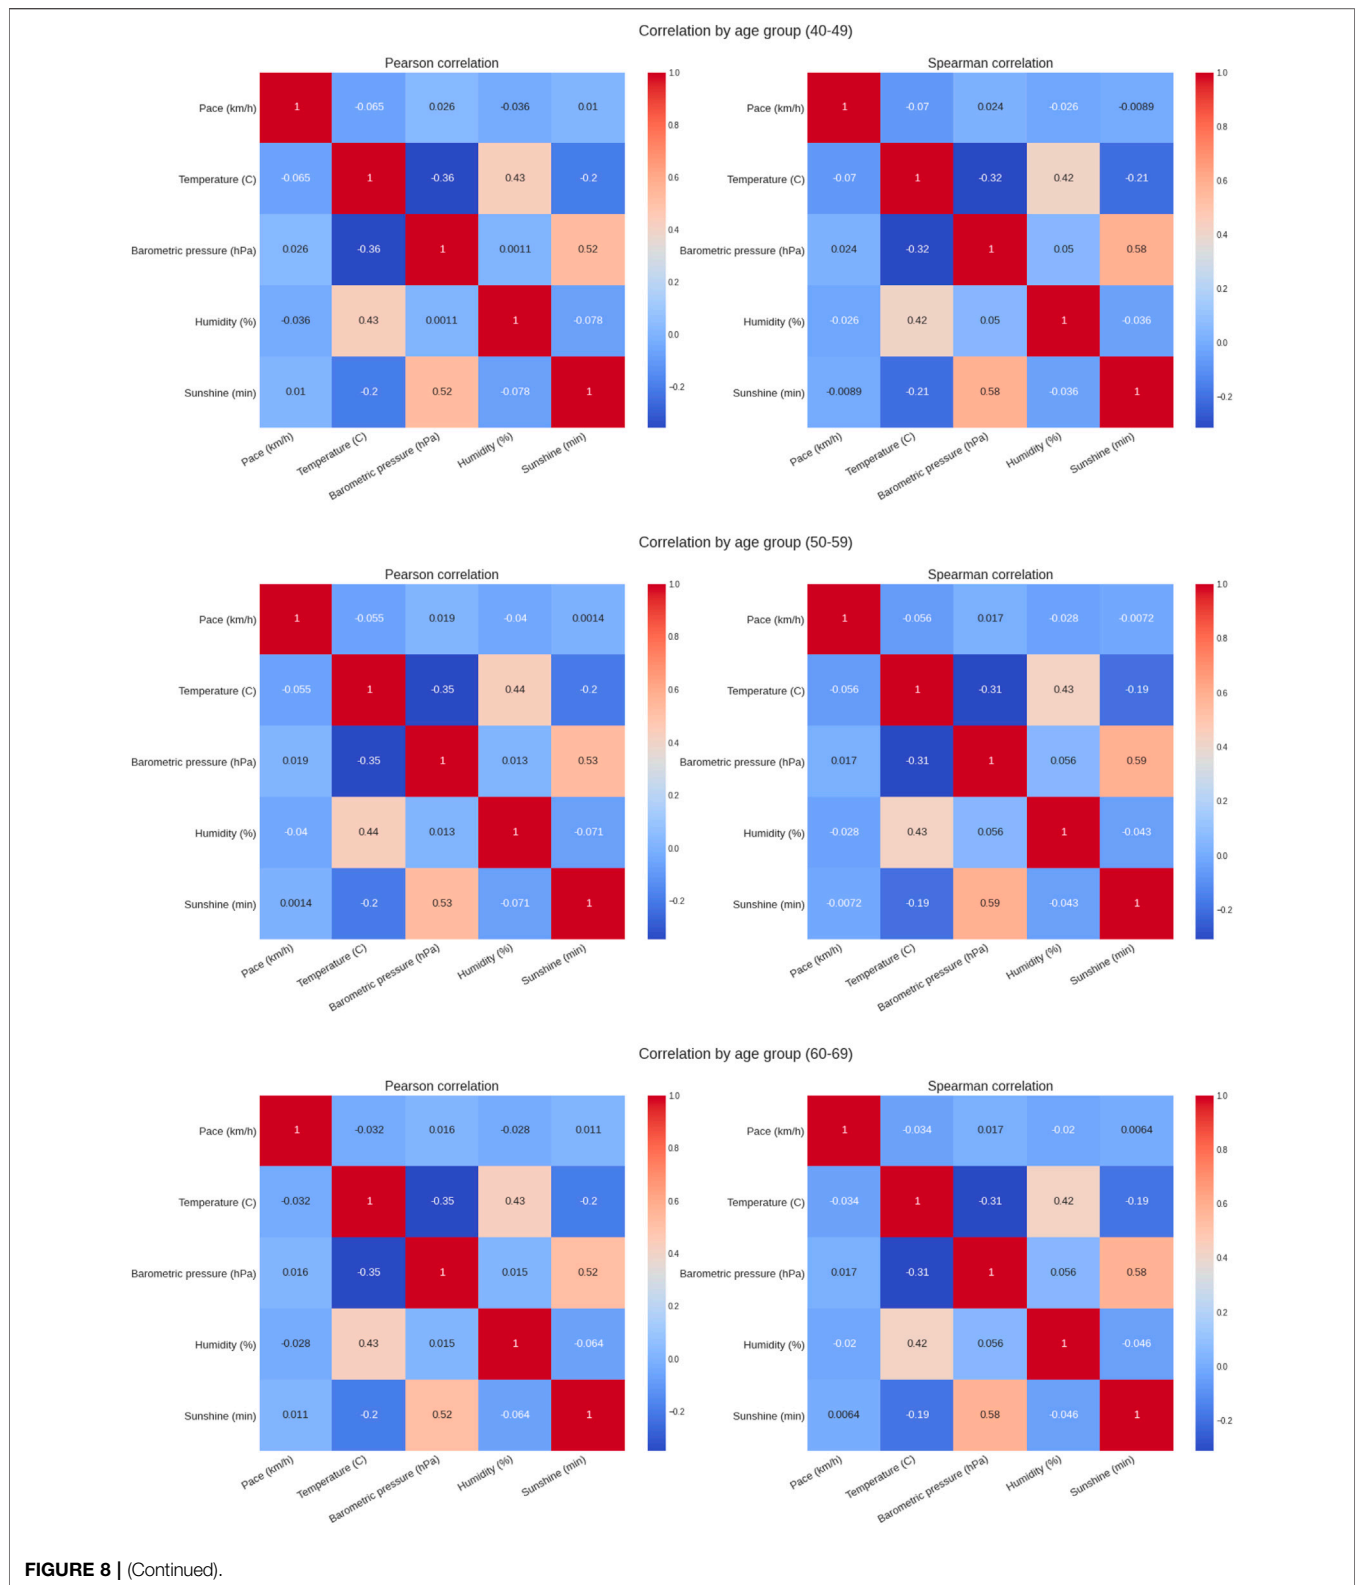 Correlation by age group (40-49)
Pearson correlation
Pace (km/h) 1 -0.065 0.026 -0.036 0.01
Temperature (C) -0.065 1 -0.36 0.43 -0.2
Barometric pressure (hPa) 0.026 -0.36 1 0.0011 0.52
Humidity (%) -0.036 0.43 0.0011 1 -0.078
Sunshine (min) 0.01 -0.2 0.52 -0.078 1
Pace (km/h) Temperature (C) Barometric pressure (hPa) Humidity (%) Sunshine (min)
1.0
0.8
0.6
0.4
0.2
0.0
−0.2
Spearman correlation
Pace (km/h) 1 -0.07 0.024 -0.026 -0.0089
Temperature (C) -0.07 1 -0.32 0.42 -0.21
Barometric pressure (hPa) 0.024 -0.32 1 0.05 0.58
Humidity (%) -0.026 0.42 0.05 1 -0.036
Sunshine (min) -0.0089 -0.21 0.58 -0.036 1
Pace (km/h) Temperature (C) Barometric pressure (hPa) Humidity (%) Sunshine (min)
1.0
0.8
0.6
0.4
0.2
0.0
−0.2
Correlation by age group (50-59)
Pearson correlation
Pace (km/h) 1 -0.055 0.019 -0.04 0.0014
Temperature (C) -0.055 1 -0.35 0.44 -0.2
Barometric pressure (hPa) 0.019 -0.35 1 0.013 0.53
Humidity (%) -0.04 0.44 0.013 1 -0.071
Sunshine (min) 0.0014 -0.2 0.53 -0.071 1
Pace (km/h) Temperature (C) Barometric pressure (hPa) Humidity (%) Sunshine (min)
1.0
0.8
0.6
0.4
0.2
0.0
−0.2
Spearman correlation
Pace (km/h) 1 -0.056 0.017 -0.028 -0.0072
Temperature (C) -0.056 1 -0.31 0.43 -0.19
Barometric pressure (hPa) 0.017 -0.31 1 0.056 0.59
Humidity (%) -0.028 0.43 0.056 1 -0.043
Sunshine (min) -0.0072 -0.19 0.59 -0.043 1
Pace (km/h) Temperature (C) Barometric pressure (hPa) Humidity (%) Sunshine (min)
1.0
0.8
0.6
0.4
0.2
0.0
−0.2
Correlation by age group (60-69)
Pearson correlation
Pace (km/h) 1 -0.032 0.016 -0.028 0.011
Temperature (C) -0.032 1 -0.35 0.43 -0.2
Barometric pressure (hPa) 0.016 -0.35 1 0.015 0.52
Humidity (%) -0.028 0.43 0.015 1 -0.064
Sunshine (min) 0.011 -0.2 0.52 -0.064 1
Pace (km/h) Temperature (C) Barometric pressure (hPa) Humidity (%) Sunshine (min)
1.0
0.8
0.6
0.4
0.2
0.0
−0.2
Spearman correlation
Pace (km/h) 1 -0.034 0.017 -0.02 0.0064
Temperature (C) -0.034 1 -0.31 0.42 -0.19
Barometric pressure (hPa) 0.017 -0.31 1 0.056 0.58
Humidity (%) -0.02 0.42 0.056 1 -0.046
Sunshine (min) 0.0064 -0.19 0.58 -0.046 1
Pace (km/h) Temperature (C) Barometric pressure (hPa) Humidity (%) Sunshine (min)
1.0
0.8
0.6
0.4
0.2
0.0
−0.2
FIGURE 8 | (Continued).